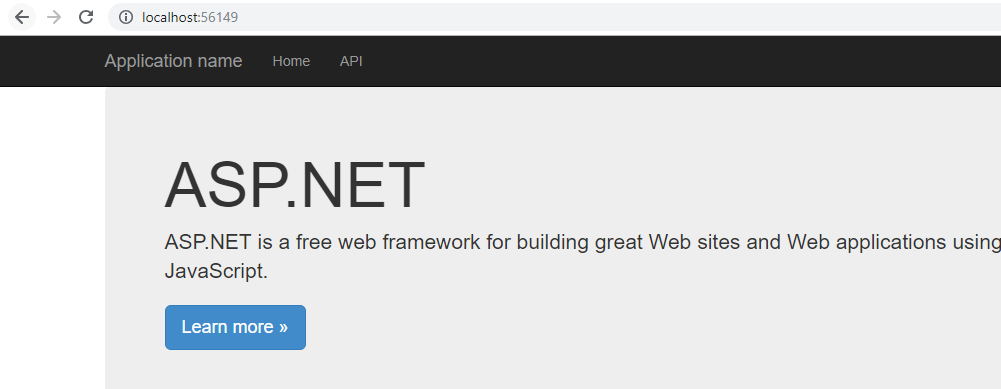 localhost:56149
Application name Home API
ASP.NET
ASP.NET is a free web framework for building great Web sites and Web applications using
JavaScript.
Learn more »